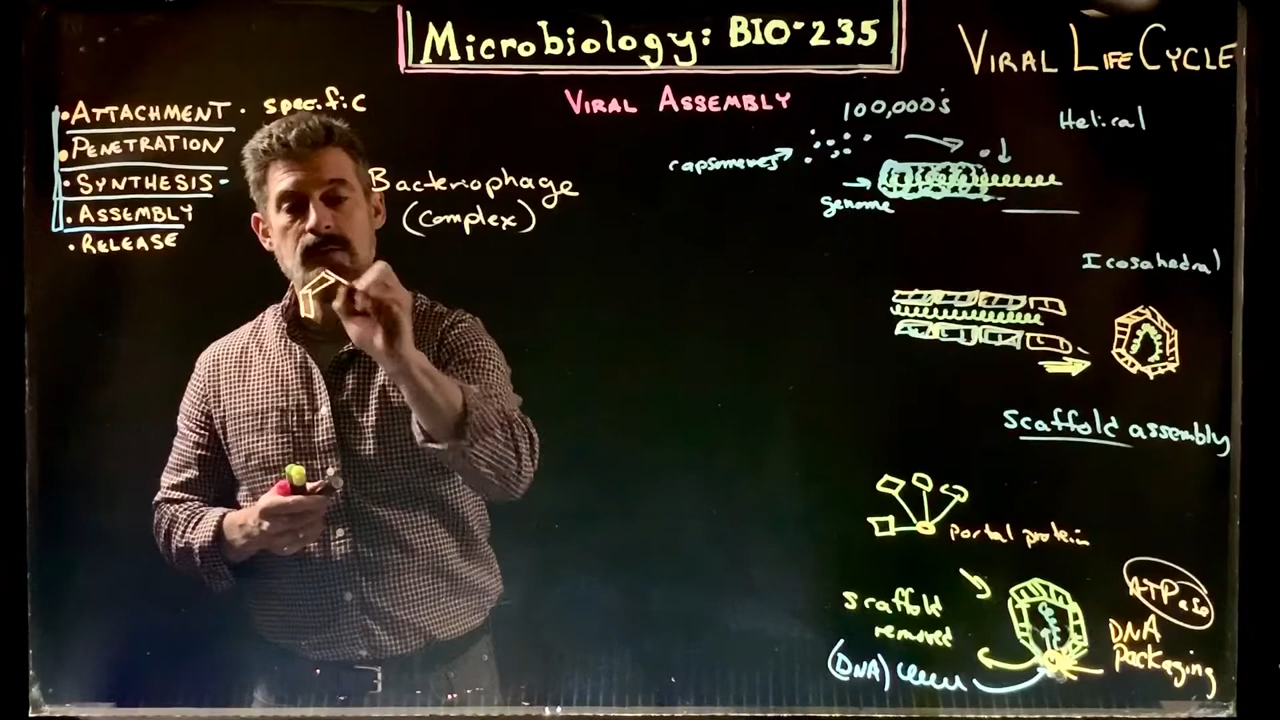 Microbiology: BIO-235
VIRAL LIFE CYCLE
VIRAL ASSEMBLY
• ATTACHMENT • specific
• PENETRATION
• SYNTHESIS -
• ASSEMBLY
• RELEASE
Bacteriophage
(complex)
100,000's
Helical
capsomeres
genome
Icosahedral
scaffold assembly
portal protein
scaffold
removed
(DNA)
ATPase
DNA
Packaging